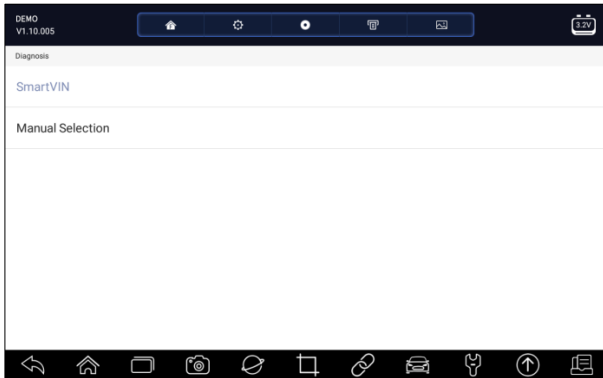 DEMO
V1.10.005
3.2V
Diagnosis
SmartVIN
Manual Selection